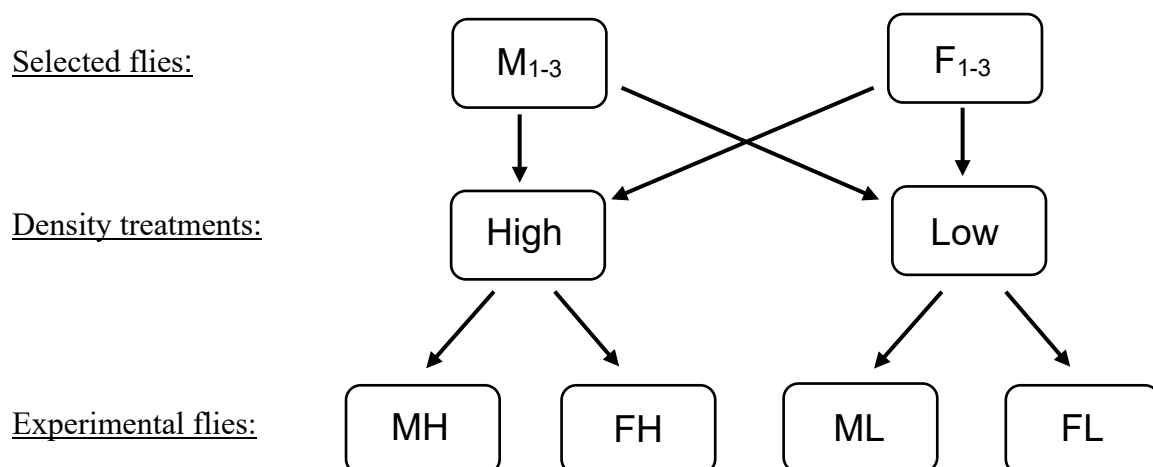 Selected flies: M1-3 F1-3
Density treatments: High Low
Experimental flies: MH FH ML FL